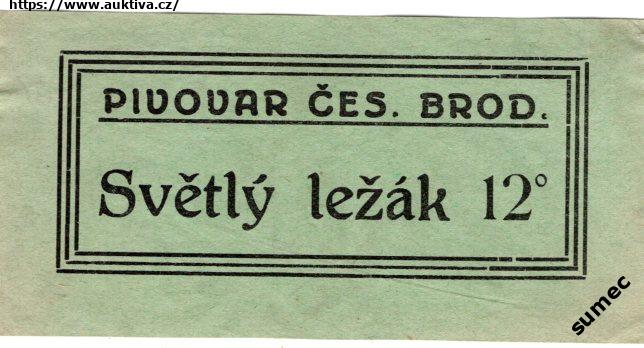 https://www.auktiva.cz/
PIVOVAR ČES. BROD.
Světlý ležák 12°
sumec